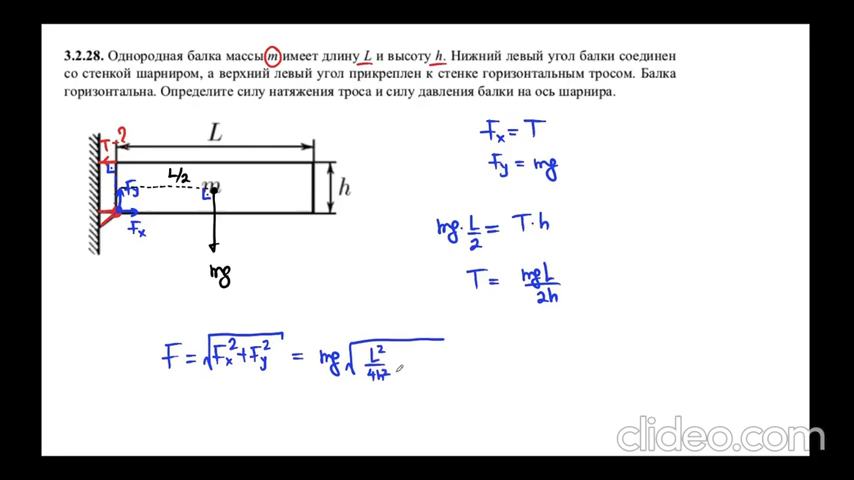 3.2.28. Однородная балка массы m имеет длину L и высоту h. Нижний левый угол балки соединен
со стенкой шарниром, а верхний левый угол прикреплен к стенке горизонтальным тросом. Балка
горизонтальна. Определите силу натяжения троса и силу давления балки на ось шарнира.
T - ?
L
L/2
m
h
Fy
Fx
mg
Fx = T
Fy = mg
mg · L/2 = T · h
T = mgL/2h
F = √(Fx² + Fy²) = mg √(L²/4h²
clideo.com